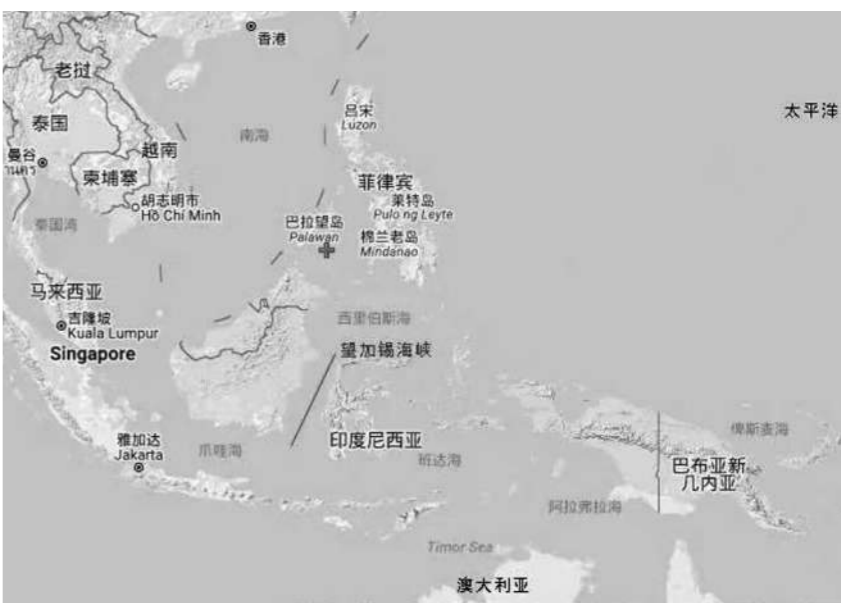 香港
老挝
吕宋
Luzon
太平洋
泰国
南海
曼谷
越南
菲律宾
柬埔寨
莱特岛
Pulo ng Leyte
胡志明市
Hồ Chí Minh
巴拉望岛
Palawan
泰国湾
棉兰老岛
Mindanao
马来西亚
吉隆坡
Kuala Lumpur
西里伯斯海
Singapore
望加锡海峡
雅加达
Jakarta
爪哇海
印度尼西亚
班达海
俾斯麦海
巴布亚新
几内亚
阿拉弗拉海
Timor Sea
澳大利亚